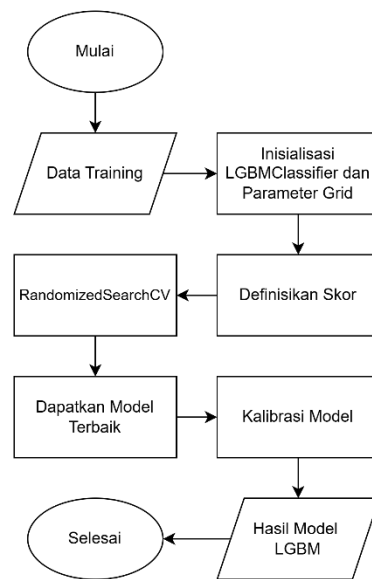 Mulai
Data Training
Inisialisasi
LGBMClassifier dan
Parameter Grid
Definisikan Skor
RandomizedSearchCV
Dapatkan Model
Terbaik
Kalibrasi Model
Hasil Model
LGBM
Selesai